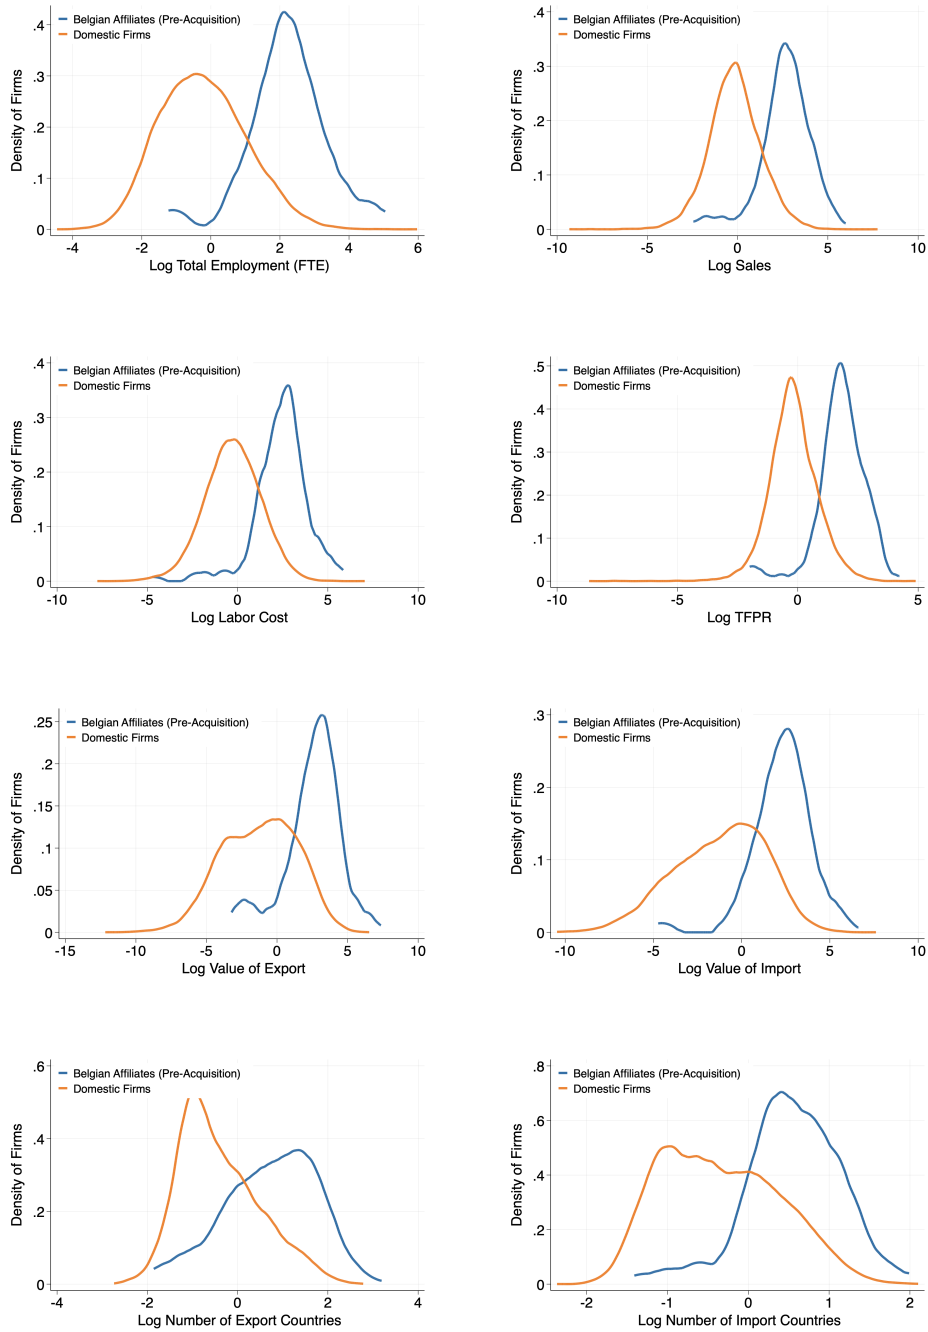 Belgian Affiliates (Pre-Acquisition)
Domestic Firms
Density of Firms
.4
.3
.2
.1
0
-4 -2 0 2 4 6
Log Total Employment (FTE)
Belgian Affiliates (Pre-Acquisition)
Domestic Firms
Density of Firms
.4
.3
.2
.1
0
-5 0 5 10
Log Sales
Belgian Affiliates (Pre-Acquisition)
Domestic Firms
Density of Firms
.4
.3
.2
.1
0
-10 -5 0 5 10
Log Labor Cost
Belgian Affiliates (Pre-Acquisition)
Domestic Firms
Density of Firms
.5
.4
.3
.2
.1
0
-10 -5 0 5
Log TFPR
Belgian Affiliates (Pre-Acquisition)
Domestic Firms
Density of Firms
.25
.2
.15
.1
.05
0
-15 -10 -5 0 5 10
Log Value of Export
Belgian Affiliates (Pre-Acquisition)
Domestic Firms
Density of Firms
.3
.2
.1
0
-10 -5 0 5 10
Log Value of Import
Belgian Affiliates (Pre-Acquisition)
Domestic Firms
Density of Firms
.6
.4
.2
0
-4 -2 0 2 4
Log Number of Export Countries
Belgian Affiliates (Pre-Acquisition)
Domestic Firms
Density of Firms
.8
.6
.4
.2
0
-2 -1 0 1 2
Log Number of Import Countries